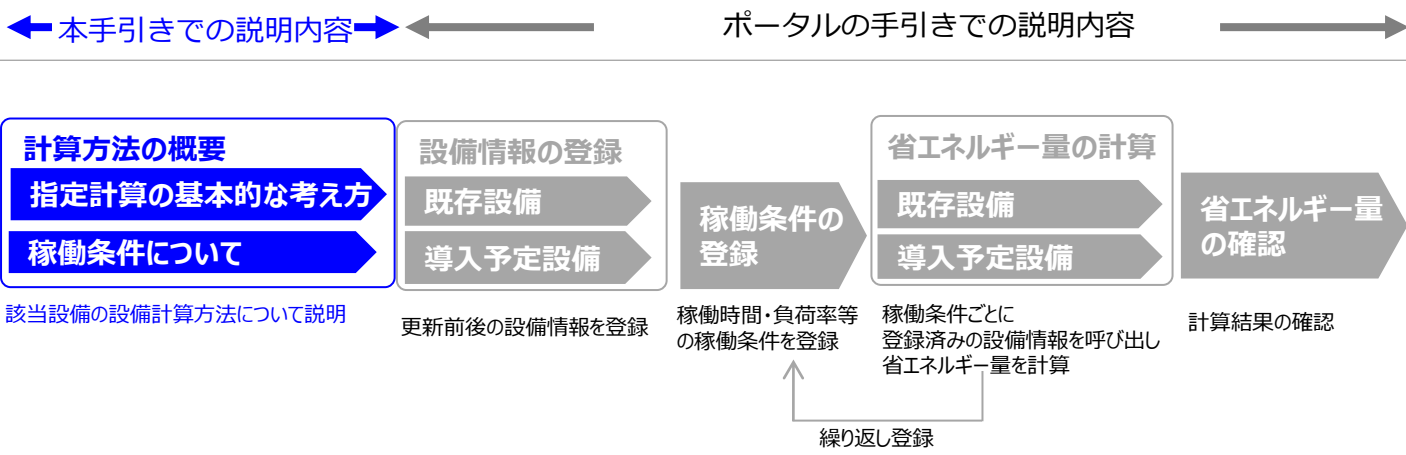 本手引きでの説明内容
ポータルの手引きでの説明内容
計算方法の概要
指定計算の基本的な考え方
稼働条件について
該当設備の設備計算方法について説明
設備情報の登録
既存設備
導入予定設備
更新前後の設備情報を登録
稼働条件の
登録
稼働時間・負荷率等
の稼働条件を登録
省エネルギー量の計算
既存設備
導入予定設備
稼働条件ごとに
登録済みの設備情報を呼び出し
省エネルギー量を計算
繰り返し登録
省エネルギー量
の確認
計算結果の確認